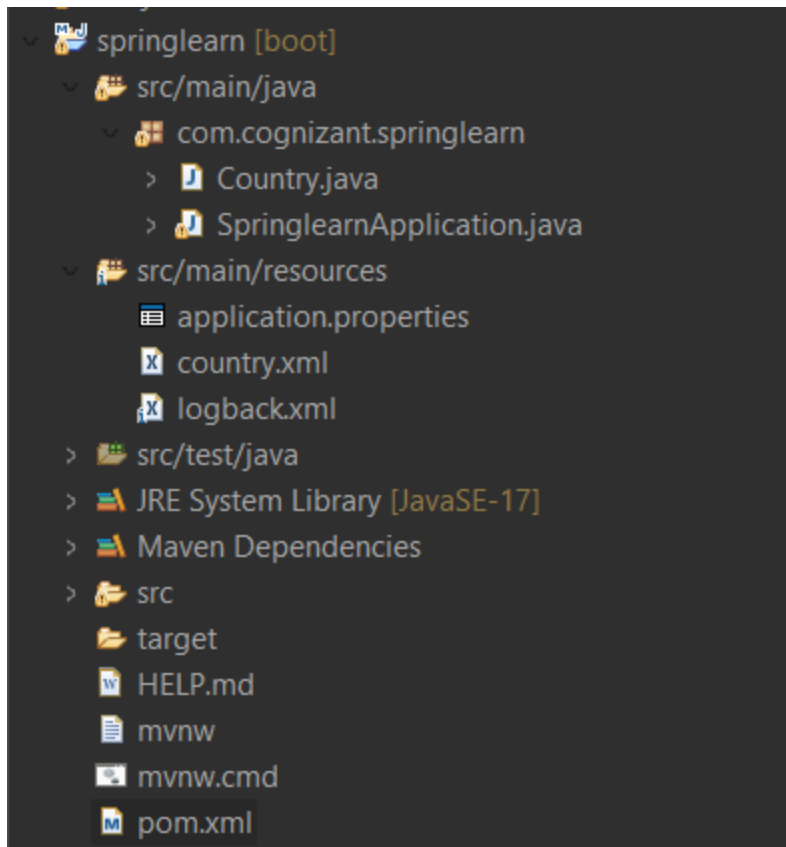 springlearn [boot]
src/main/java
com.cognizant.springlearn
Country.java
SpringlearnApplication.java
src/main/resources
application.properties
country.xml
logback.xml
src/test/java
JRE System Library [JavaSE-17]
Maven Dependencies
src
target
HELP.md
mvnw
mvnw.cmd
pom.xml